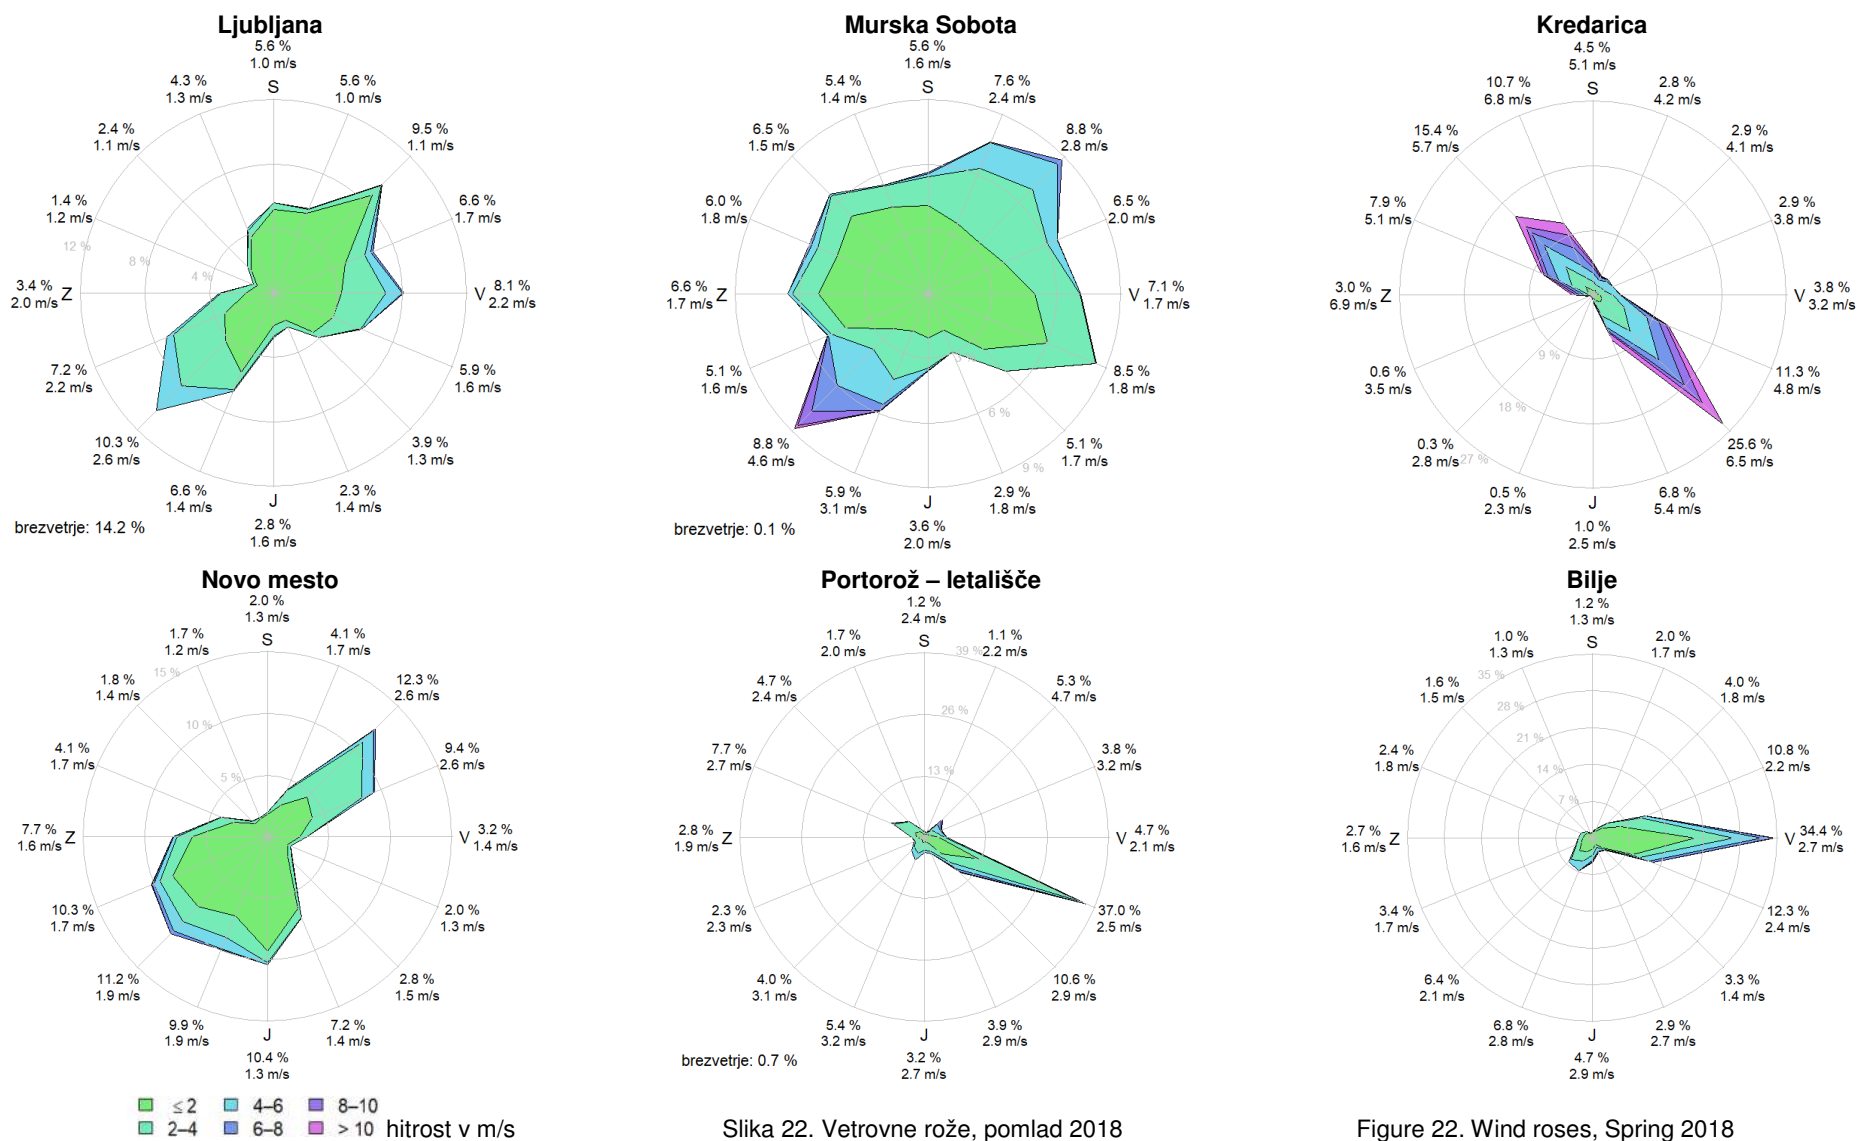 Ljubljana
5.6 %
1.0 m/s
4.3 %
1.3 m/s
5.6 %
1.0 m/s
S
2.4 %
1.1 m/s
9.5 %
1.1 m/s
1.4 %
1.2 m/s
6.6 %
1.7 m/s
12 %
8 %
4 %
3.4 %
2.0 m/s
Z
V
8.1 %
2.2 m/s
7.2 %
2.2 m/s
5.9 %
1.6 m/s
10.3 %
2.6 m/s
3.9 %
1.3 m/s
6.6 %
1.4 m/s
2.3 %
1.4 m/s
J
2.8 %
1.6 m/s
brezvetrje: 14.2 %
Murska Sobota
5.6 %
1.6 m/s
5.4 %
1.4 m/s
7.6 %
2.4 m/s
S
6.5 %
1.5 m/s
8.8 %
2.8 m/s
6.0 %
1.8 m/s
6.5 %
2.0 m/s
6.6 %
1.7 m/s
Z
V
7.1 %
1.7 m/s
3 %
6 %
9 %
5.1 %
1.6 m/s
8.5 %
1.8 m/s
8.8 %
4.6 m/s
5.1 %
1.7 m/s
5.9 %
3.1 m/s
2.9 %
1.8 m/s
J
3.6 %
2.0 m/s
brezvetrje: 0.1 %
Kredarica
4.5 %
5.1 m/s
10.7 %
6.8 m/s
2.8 %
4.2 m/s
S
15.4 %
5.7 m/s
2.9 %
4.1 m/s
7.9 %
5.1 m/s
2.9 %
3.8 m/s
3.0 %
6.9 m/s
Z
V
3.8 %
3.2 m/s
9 %
18 %
27 %
0.6 %
3.5 m/s
11.3 %
4.8 m/s
0.3 %
2.8 m/s
25.6 %
6.5 m/s
0.5 %
2.3 m/s
6.8 %
5.4 m/s
J
1.0 %
2.5 m/s
Novo mesto
2.0 %
1.3 m/s
1.7 %
1.2 m/s
4.1 %
1.7 m/s
S
15 %
10 %
5 %
1.8 %
1.4 m/s
12.3 %
2.6 m/s
4.1 %
1.7 m/s
9.4 %
2.6 m/s
7.7 %
1.6 m/s
Z
V
3.2 %
1.4 m/s
10.3 %
1.7 m/s
2.0 %
1.3 m/s
11.2 %
1.9 m/s
2.8 %
1.5 m/s
9.9 %
1.9 m/s
7.2 %
1.4 m/s
J
10.4 %
1.3 m/s
Portorož – letališče
1.2 %
2.4 m/s
1.7 %
2.0 m/s
1.1 %
2.2 m/s
S
39 %
26 %
13 %
4.7 %
2.4 m/s
5.3 %
4.7 m/s
7.7 %
2.7 m/s
3.8 %
3.2 m/s
2.8 %
1.9 m/s
Z
V
4.7 %
2.1 m/s
2.3 %
2.3 m/s
37.0 %
2.5 m/s
4.0 %
3.1 m/s
10.6 %
2.9 m/s
5.4 %
3.2 m/s
3.9 %
2.9 m/s
J
3.2 %
2.7 m/s
brezvetrje: 0.7 %
Bilje
1.2 %
1.3 m/s
1.0 %
1.3 m/s
2.0 %
1.7 m/s
S
35 %
28 %
21 %
14 %
7 %
1.6 %
1.5 m/s
4.0 %
1.8 m/s
2.4 %
1.8 m/s
10.8 %
2.2 m/s
2.7 %
1.6 m/s
Z
V
34.4 %
2.7 m/s
3.4 %
1.7 m/s
12.3 %
2.4 m/s
6.4 %
2.1 m/s
3.3 %
1.4 m/s
6.8 %
2.8 m/s
2.9 %
2.7 m/s
J
4.7 %
2.9 m/s
≤ 2 4–6 8–10
2–4 6–8 > 10 hitrost v m/s
Slika 22. Vetrovne rože, pomlad 2018
Figure 22. Wind roses, Spring 2018